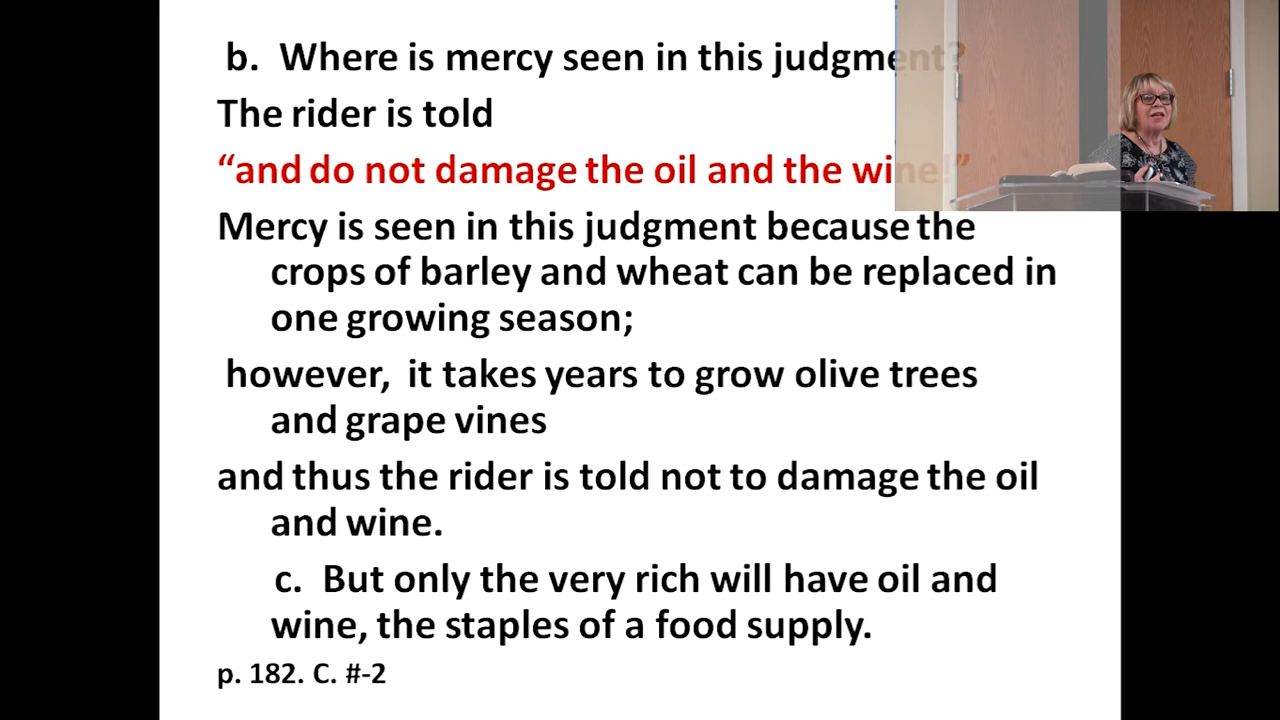 b. Where is mercy seen in this judgment?
The rider is told
“and do not damage the oil and the wine!”
Mercy is seen in this judgment because the
crops of barley and wheat can be replaced in
one growing season;
however, it takes years to grow olive trees
and grape vines
and thus the rider is told not to damage the oil
and wine.
c. But only the very rich will have oil and
wine, the staples of a food supply.
p. 182. C. #-2